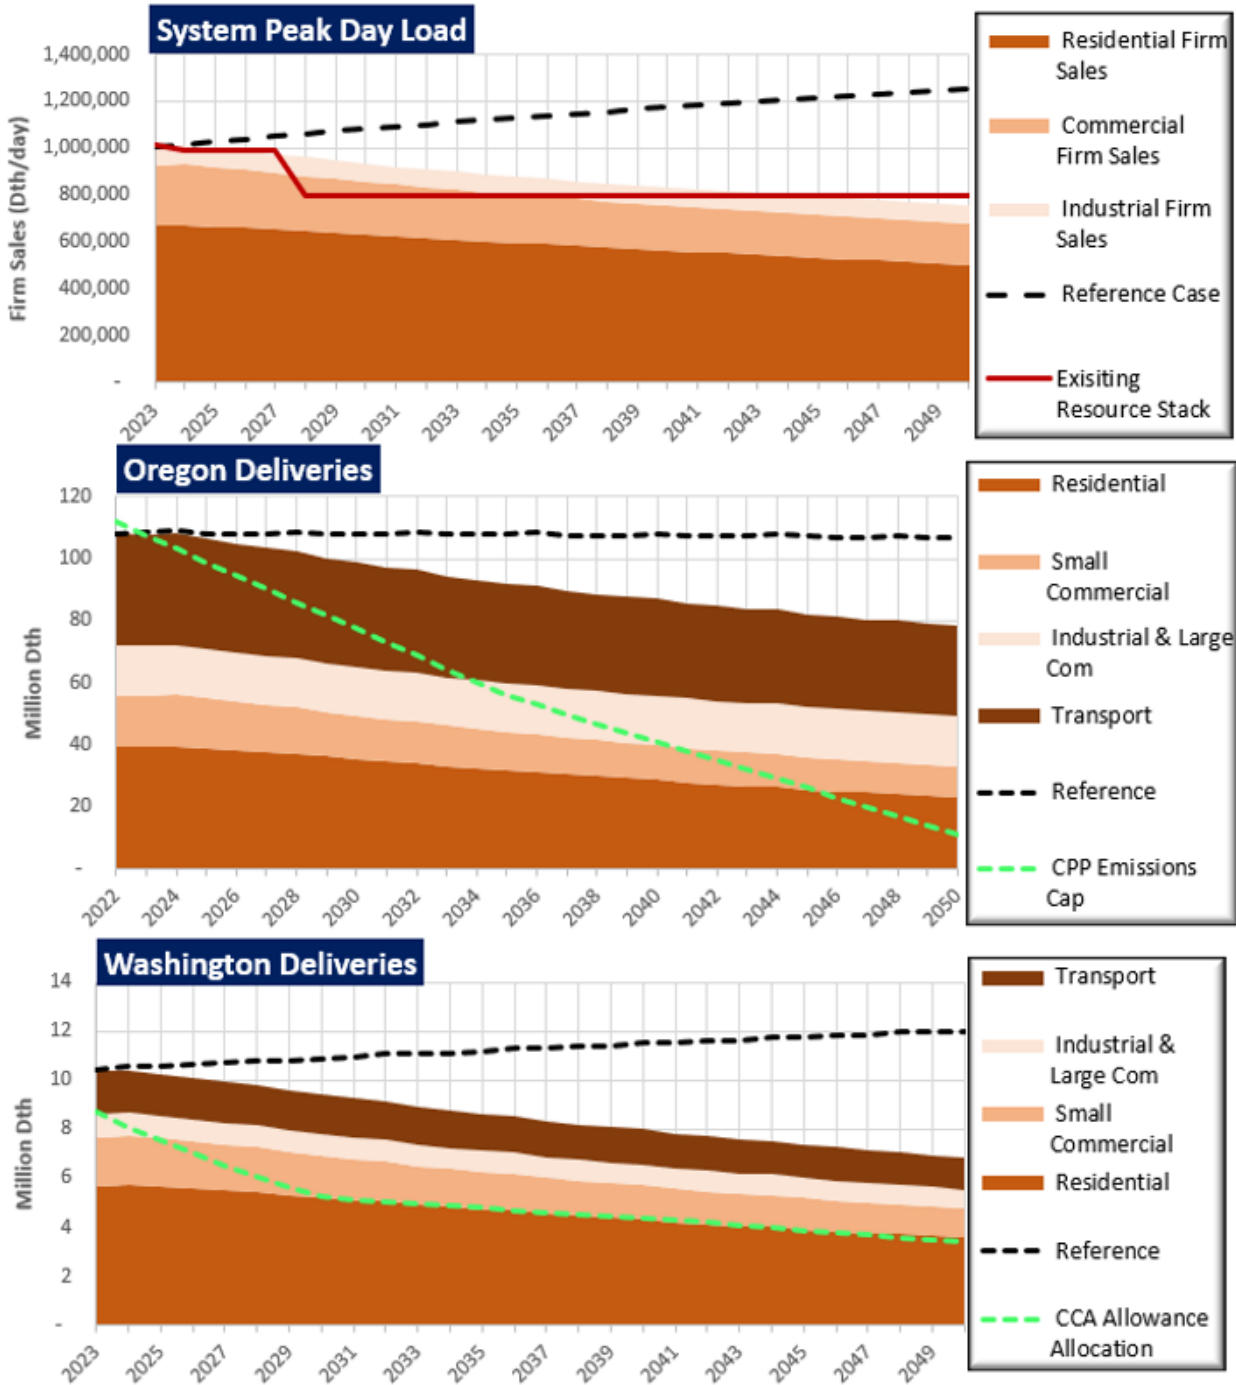 System Peak Day Load
Firm Sales (Dth/day)
1,400,000
1,200,000
1,000,000
800,000
600,000
400,000
200,000
-
2023
2025
2027
2029
2031
2033
2035
2037
2039
2041
2043
2045
2047
2049
Residential Firm
Sales
Commercial
Firm Sales
Industrial Firm
Sales
Reference Case
Exisiting
Resource Stack
Oregon Deliveries
Million Dth
120
100
80
60
40
20
-
2022
2024
2026
2028
2030
2032
2034
2036
2038
2040
2042
2044
2046
2048
2050
Residential
Small
Commercial
Industrial & Large
Com
Transport
Reference
CPP Emissions
Cap
Washington Deliveries
Million Dth
14
12
10
8
6
4
2
-
2023
2025
2027
2029
2031
2033
2035
2037
2039
2041
2043
2045
2047
2049
Transport
Industrial &
Large Com
Small
Commercial
Residential
Reference
CCA Allowance
Allocation